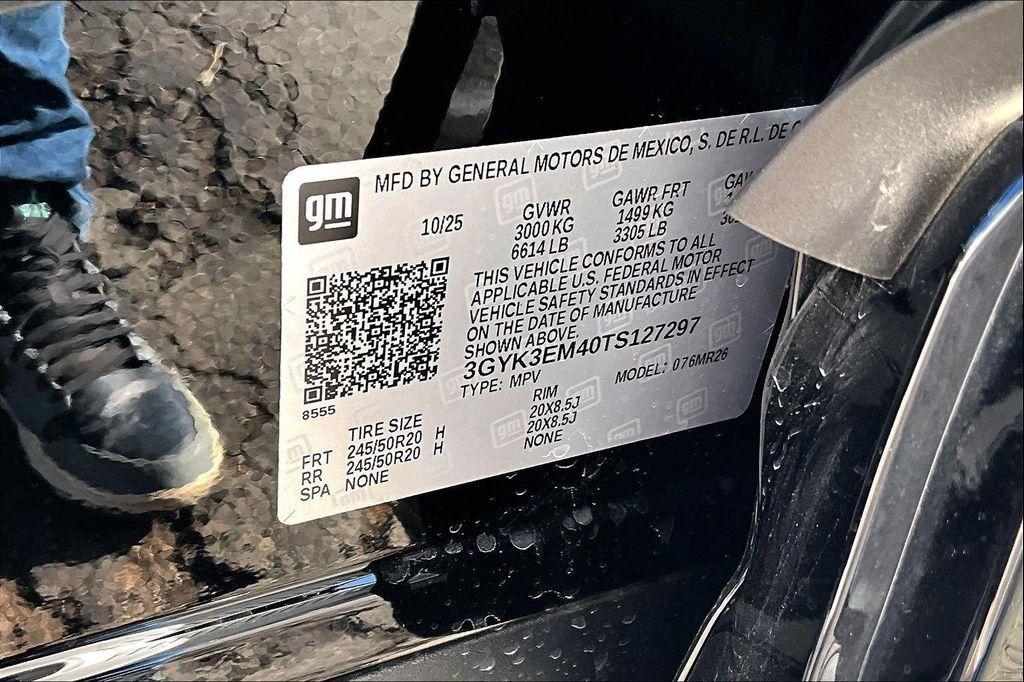 gm
MFD BY GENERAL MOTORS DE MEXICO, S. DE R.L. DE
10/25 GVWR GAWR FRT
3000 KG 1499 KG
6614 LB 3305 LB
THIS VEHICLE CONFORMS TO ALL
APPLICABLE U.S. FEDERAL MOTOR
VEHICLE SAFETY STANDARDS IN EFFECT
ON THE DATE OF MANUFACTURE
SHOWN ABOVE.
3GYK3EM40TS127297
TYPE: MPV MODEL: 076MR26
8555
TIRE SIZE RIM
FRT 245/50R20 H 20X8.5J
RR 245/50R20 H 20X8.5J
SPA NONE NONE